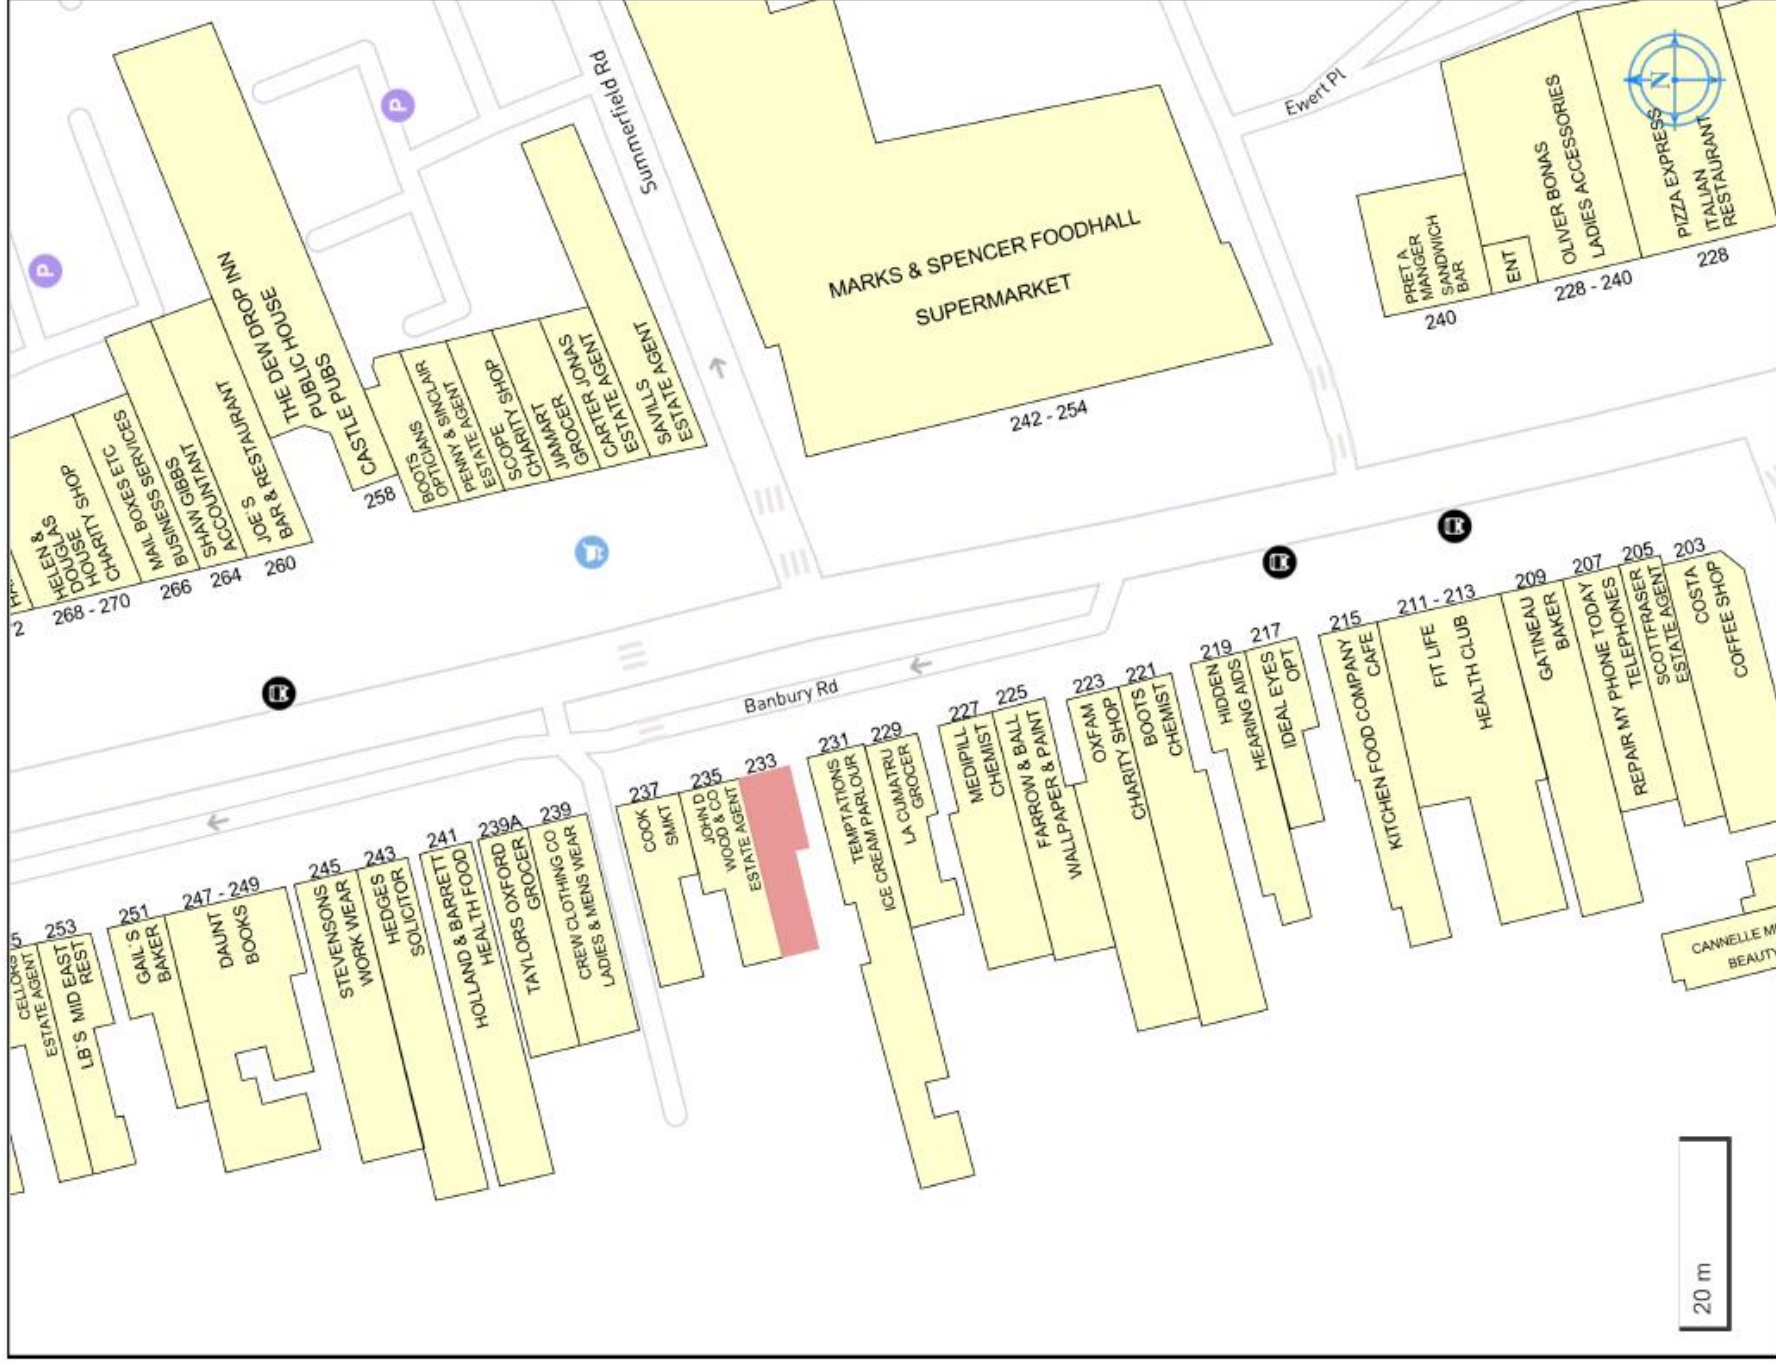 Summerfield Rd
Ewert Pl
Banbury Rd
P
P
N
THE DEW DROP INN
PUBLIC HOUSE
CASTLE PUBS
258
HELEN &
DOUGLAS
HOUSE
CHARITY SHOP
268 - 270
MAIL BOXES ETC
BUSINESS SERVICES
266
SHAW GIBBS
ACCOUNTANT
264
JOE`S
BAR & RESTAURANT
260
BOOTS
OPTICIANS
PENNY & SINCLAIR
ESTATE AGENT
SCOPE
CHARITY SHOP
JIAMART
GROCER
CARTER JONAS
ESTATE AGENT
SAVILLS
ESTATE AGENT
MARKS & SPENCER FOODHALL
SUPERMARKET
242 - 254
PRET A
MANGER
SANDWICH
BAR
240
ENT
OLIVER BONAS
LADIES ACCESSORIES
228 - 240
PIZZA EXPRESS
ITALIAN
RESTAURANT
228
CELLORS
ESTATE AGENT
253
LB`S MID EAST
REST
251
GAIL`S
BAKER
247 - 249
DAUNT
BOOKS
245
STEVENSONS
WORK WEAR
243
HEDGES
SOLICITOR
241
HOLLAND & BARRETT
HEALTH FOOD
239A
TAYLORS OXFORD
GROCER
239
CREW CLOTHING CO
LADIES & MENS WEAR
237
COOK
SMKT
235
JOHN D
WOOD & CO
ESTATE AGENT
233
231
TEMPTATIONS
ICE CREAM PARLOUR
229
LA CUMATRU
GROCER
227
MEDIPILL
CHEMIST
225
FARROW & BALL
WALLPAPER & PAINT
223
OXFAM
CHARITY SHOP
221
BOOTS
CHEMIST
219
HIDDEN
HEARING AIDS
217
IDEAL EYES
OPT
215
KITCHEN FOOD COMPANY
CAFE
211 - 213
FIT LIFE
HEALTH CLUB
209
GATINEAU
BAKER
207
REPAIR MY PHONE TODAY
TELEPHONES
205
SCOTTFRASER
ESTATE AGENT
203
COSTA
COFFEE SHOP
CANNELLE
BEAUTY
20 m